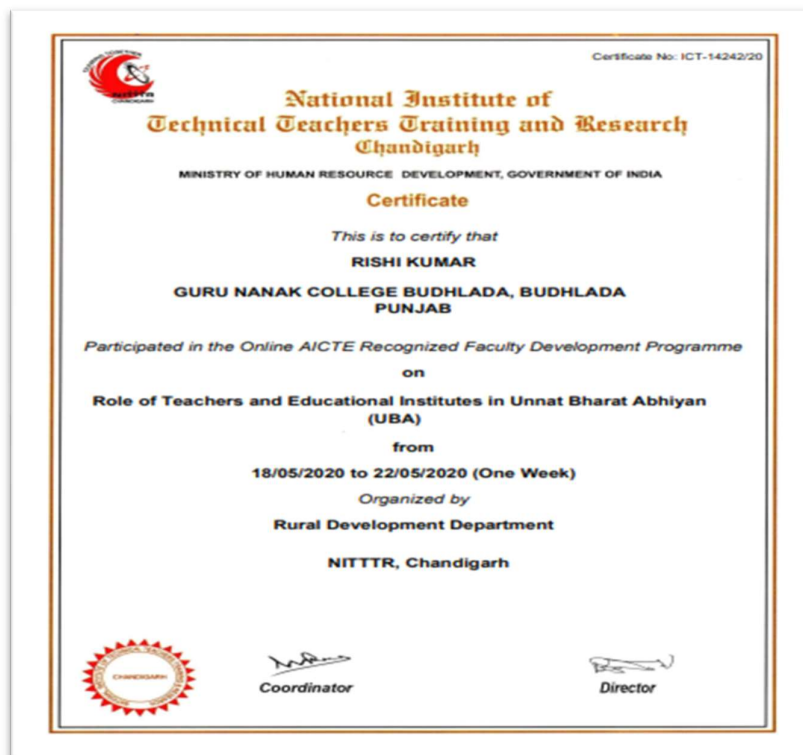 Certificate No: ICT-14242/20
NITTTR
CHANDIGARH
National Institute of
Technical Teachers Training and Research
Chandigarh
MINISTRY OF HUMAN RESOURCE DEVELOPMENT, GOVERNMENT OF INDIA
Certificate
This is to certify that
RISHI KUMAR
GURU NANAK COLLEGE BUDHLADA, BUDHLADA
PUNJAB
Participated in the Online AICTE Recognized Faculty Development Programme
on
Role of Teachers and Educational Institutes in Unnat Bharat Abhiyan
(UBA)
from
18/05/2020 to 22/05/2020 (One Week)
Organized by
Rural Development Department
NITTTR, Chandigarh
CHANDIGARH
Coordinator
Director